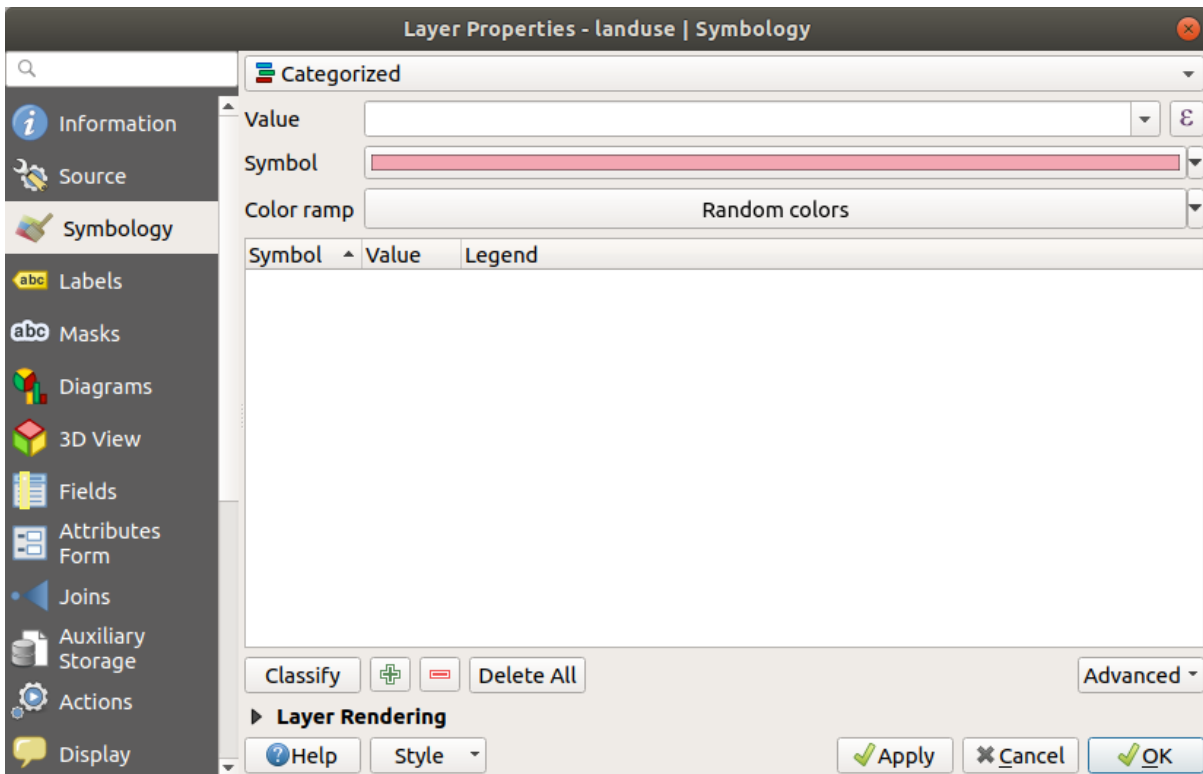 Layer Properties - landuse | Symbology
Information
Source
Symbology
abc Labels
abc Masks
Diagrams
3D View
Fields
Attributes
Form
Joins
Auxiliary
Storage
Actions
Display
Categorized
Value
ε
Symbol
Color ramp
Random colors
Symbol Value Legend
Classify Delete All Advanced
Layer Rendering
Help Style Apply Cancel OK